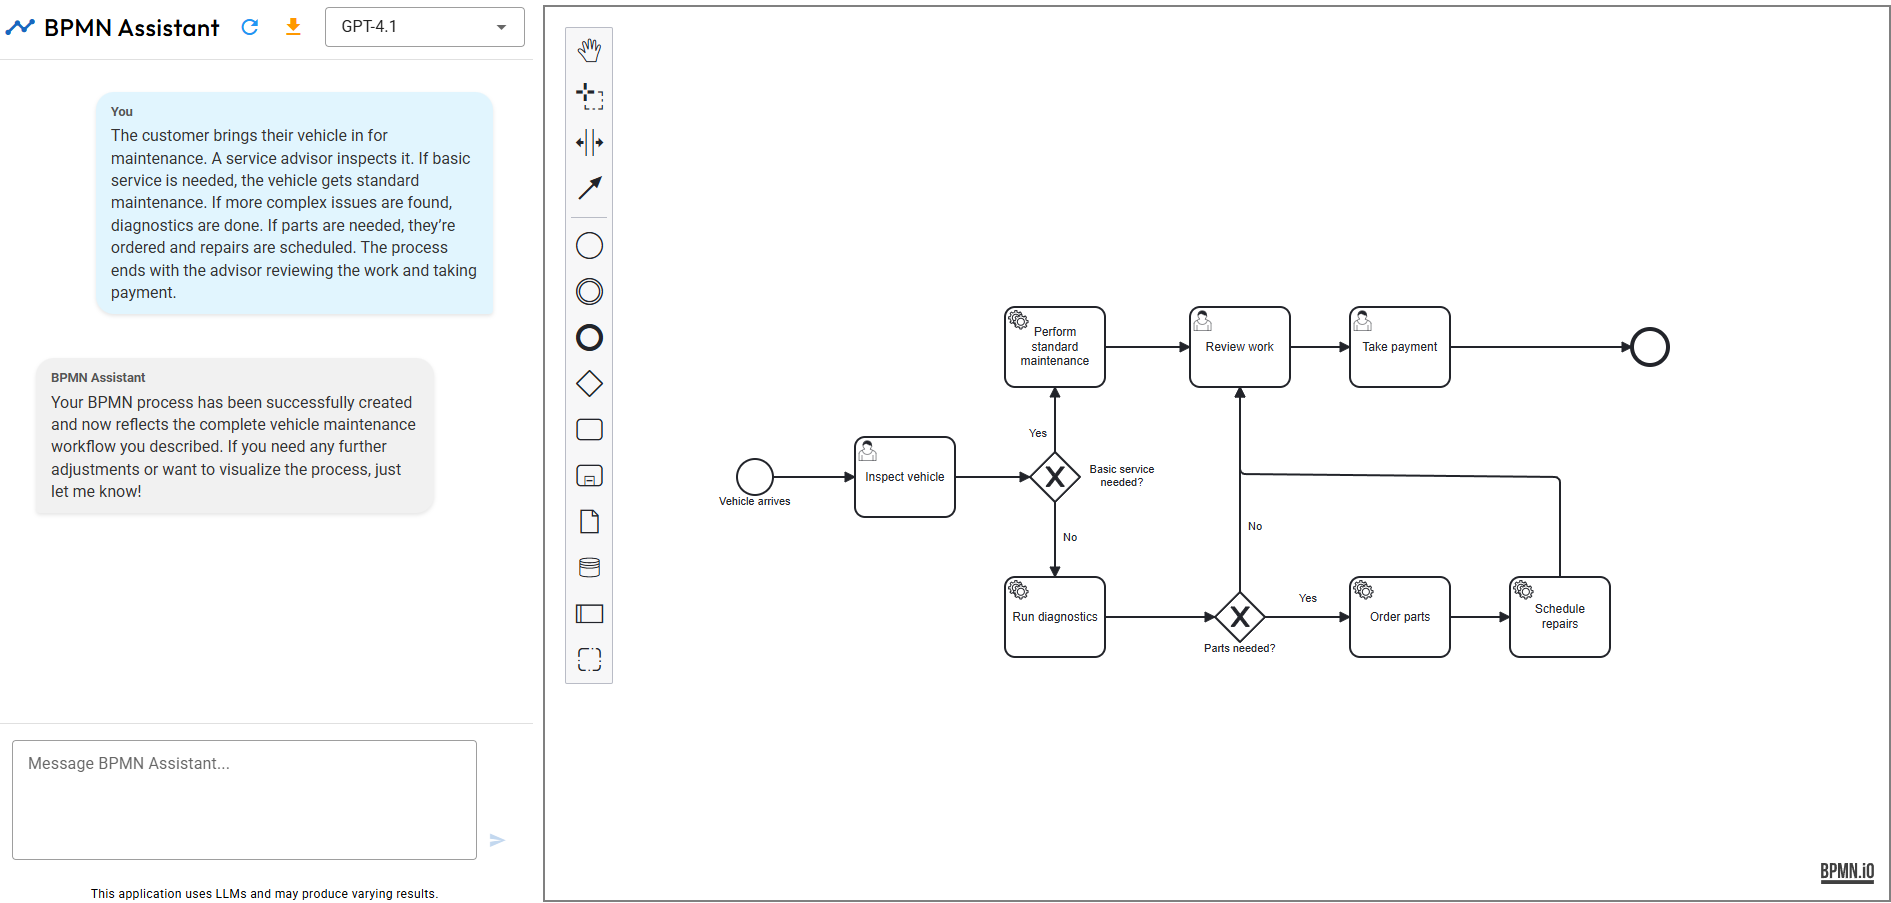 BPMN Assistant
GPT-4.1
You
The customer brings their vehicle in for
maintenance. A service advisor inspects it. If basic
service is needed, the vehicle gets standard
maintenance. If more complex issues are found,
diagnostics are done. If parts are needed, they’re
ordered and repairs are scheduled. The process
ends with the advisor reviewing the work and taking
payment.
BPMN Assistant
Your BPMN process has been successfully created
and now reflects the complete vehicle maintenance
workflow you described. If you need any further
adjustments or want to visualize the process, just
let me know!
Message BPMN Assistant...
This application uses LLMs and may produce varying results.
Vehicle arrives
Inspect vehicle
Basic service
needed?
Yes
Perform
standard
maintenance
Review work
Take payment
No
Run diagnostics
Parts needed?
No
Yes
Order parts
Schedule
repairs
BPMN.iO